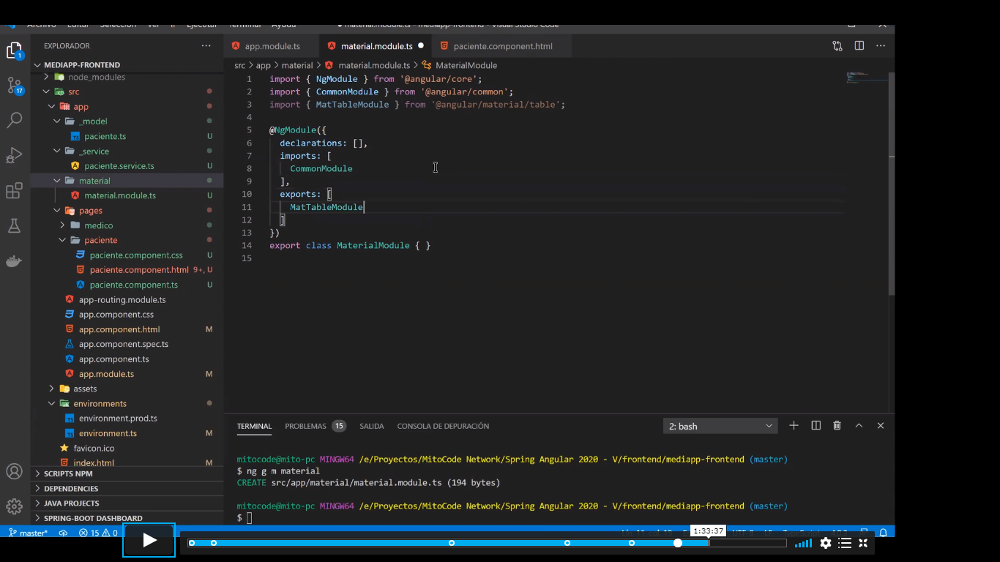 Archivo Editar Selección Ver Ir Ejecutar Terminal Ayuda
material.module.ts - mediapp-frontend - Visual Studio Code
EXPLORADOR
app.module.ts
material.module.ts
paciente.component.html
MEDIAPP-FRONTEND
src > app > material > material.module.ts > MaterialModule
node_modules
src
app
_model
paciente.ts U
_service
paciente.service.ts U
material
material.module.ts U
pages
medico
paciente
paciente.component.css U
paciente.component.html 9+, U
paciente.component.ts U
app-routing.module.ts
app.component.css
app.component.html M
app.component.spec.ts
app.component.ts
app.module.ts M
assets
environments
environment.prod.ts
environment.ts M
favicon.ico
index.html M
SCRIPTS NPM
DEPENDENCIES
JAVA PROJECTS
SPRING-BOOT DASHBOARD
1
17
1 import { NgModule } from '@angular/core';
2 import { CommonModule } from '@angular/common';
3 import { MatTableModule } from '@angular/material/table';
4
5 @NgModule({
6 declarations: [],
7 imports: [
8 CommonModule
9 ],
10 exports: [
11 MatTableModule
12 ]
13 })
14 export class MaterialModule { }
15
TERMINAL PROBLEMAS 15 SALIDA CONSOLA DE DEPURACIÓN
2: bash
mitocode@mito-pc MINGW64 /e/Proyectos/MitoCode Network/Spring Angular 2020 - V/frontend/mediapp-frontend (master)
$ ng g m material
CREATE src/app/material/material.module.ts (194 bytes)
mitocode@mito-pc MINGW64 /e/Proyectos/MitoCode Network/Spring Angular 2020 - V/frontend/mediapp-frontend (master)
$
master* 15 0
1:33:37